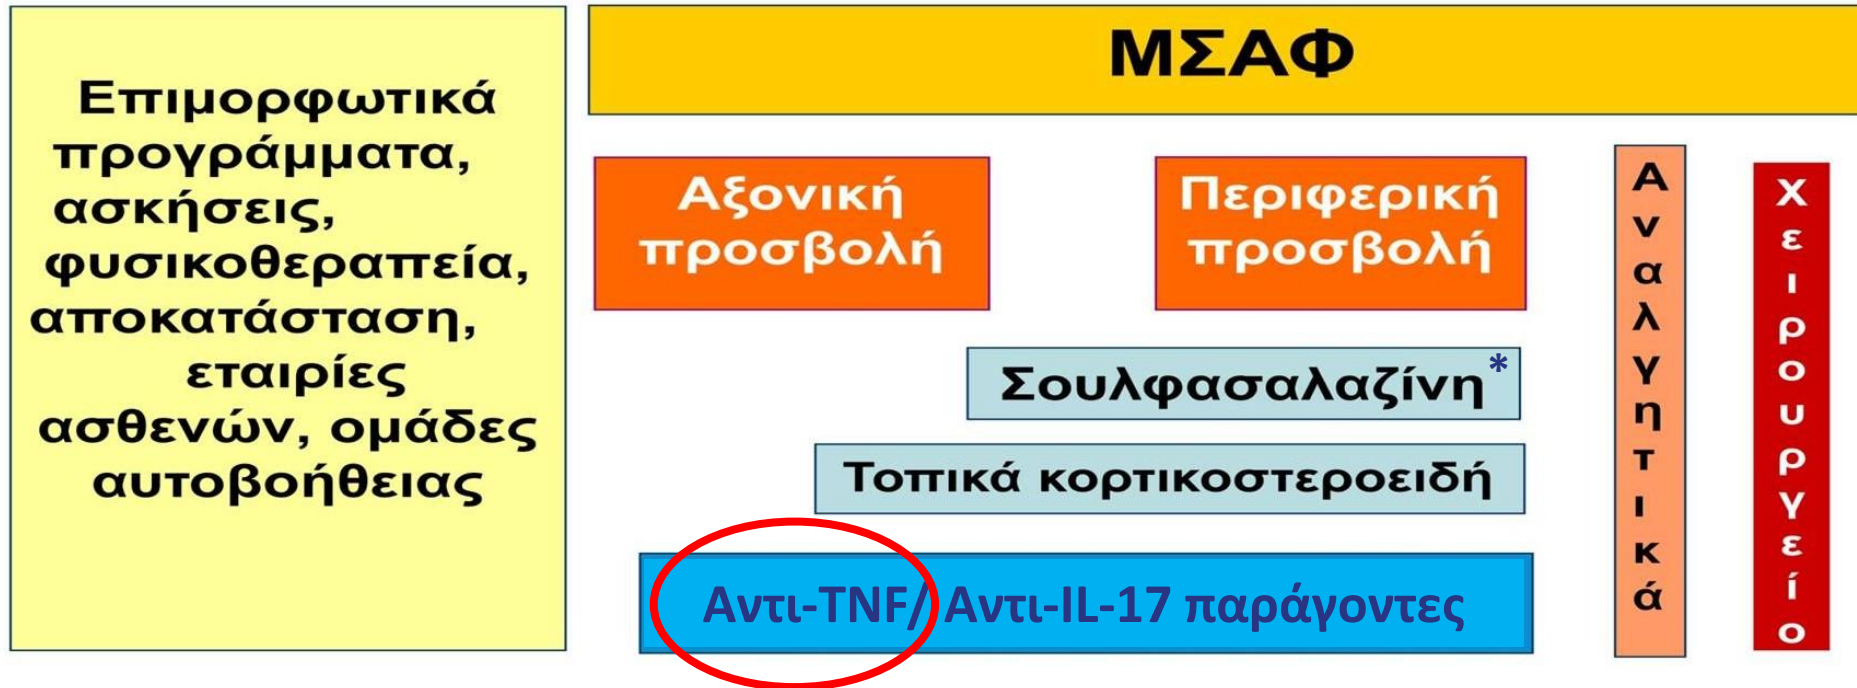 Επιμορφωτικά
προγράμματα,
ασκήσεις,
φυσικοθεραπεία,
αποκατάσταση,
εταιρίες
ασθενών, ομάδες
αυτοβοήθειας
ΜΣΑΦ
Αξονική
προσβολή
Περιφερική
προσβολή
Σουλφασαλαζίνη*
Τοπικά κορτικοστεροειδή
Αντι-TNF/ Αντι-IL-17 παράγοντες
Αναλγητικά
Χειρουργείο